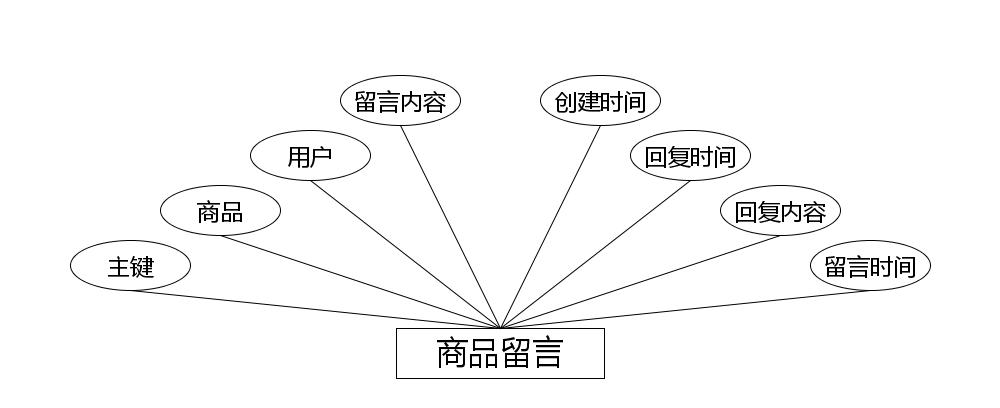 留言内容
创建时间
用户
回复时间
商品
回复内容
主键
留言时间
商品留言